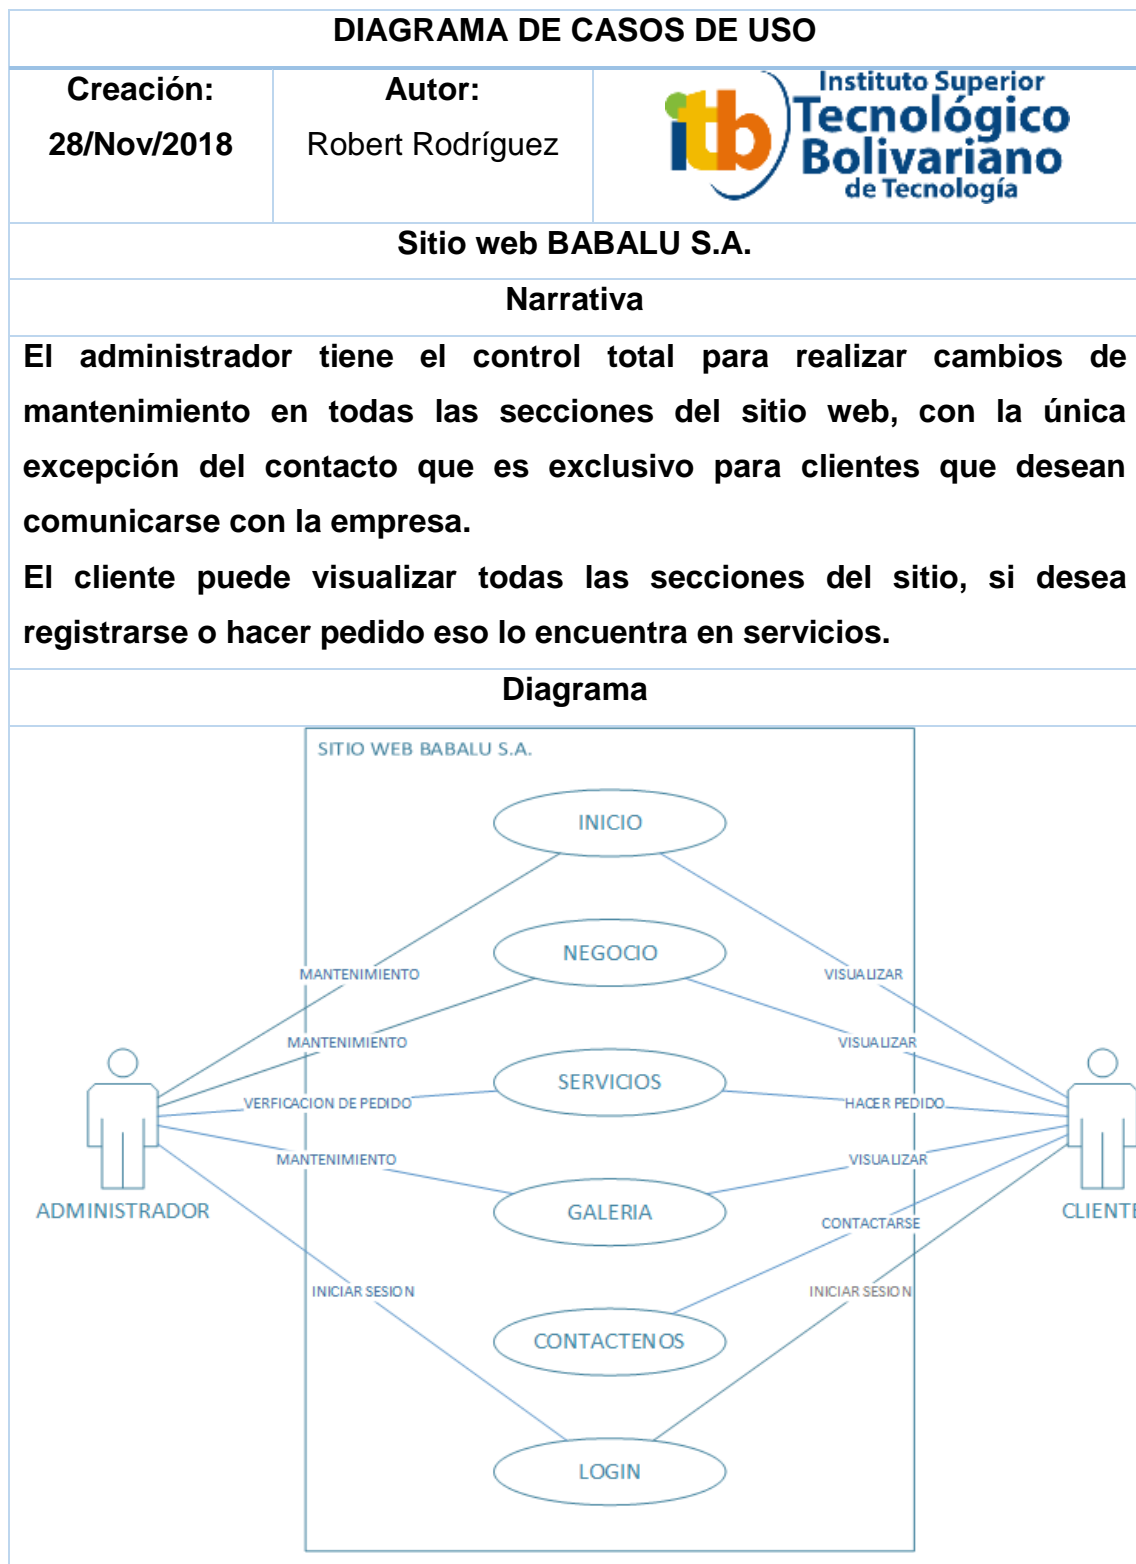 DIAGRAMA DE CASOS DE USO
Creación:
28/Nov/2018
Autor:
Robert Rodríguez
itb
Instituto Superior
Tecnológico
Bolivariano
de Tecnología
Sitio web BABALU S.A.
Narrativa
El administrador tiene el control total para realizar cambios de
mantenimiento en todas las secciones del sitio web, con la única
excepción del contacto que es exclusivo para clientes que desean
comunicarse con la empresa.
El cliente puede visualizar todas las secciones del sitio, si desea
registrarse o hacer pedido eso lo encuentra en servicios.
Diagrama
SITIO WEB BABALU S.A.
INICIO
NEGOCIO
MANTENIMIENTO
VISUALIZAR
MANTENIMIENTO
VISUALIZAR
SERVICIOS
VERFICACION DE PEDIDO
HACER PEDIDO
MANTENIMIENTO
VISUALIZAR
ADMINISTRADOR
GALERIA
CLIENTE
CONTACTARSE
INICIAR SESION
INICIAR SESION
CONTACTENOS
LOGIN